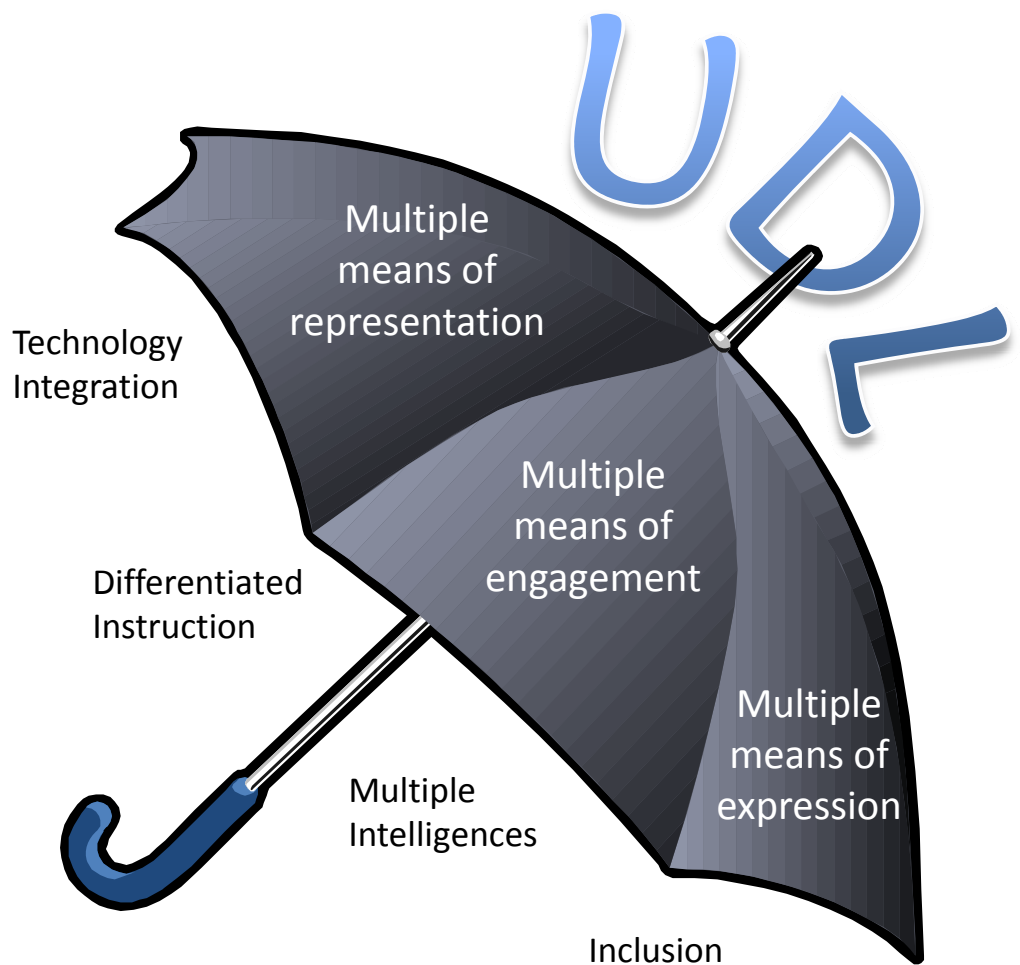 UDL
Multiple
means of
representation
Technology
Integration
Multiple
means of
engagement
Differentiated
Instruction
Multiple
means of
expression
Multiple
Intelligences
Inclusion